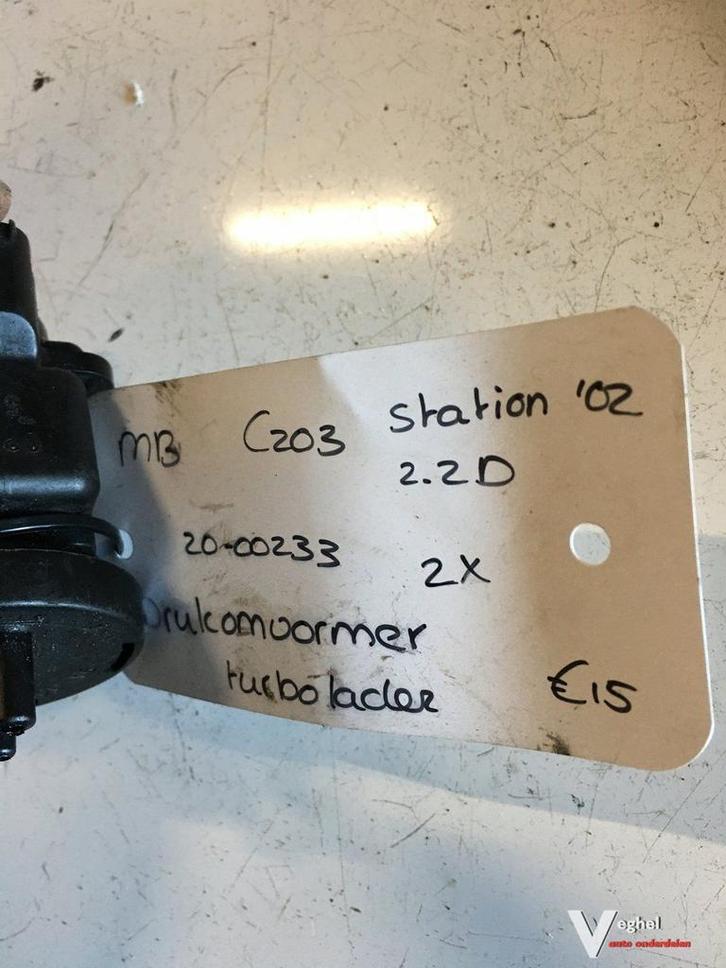 MB C203 station '02
2.2D
20-00233 2X
Drukomvormer
turbolader €15
Veghel
auto onderdelen